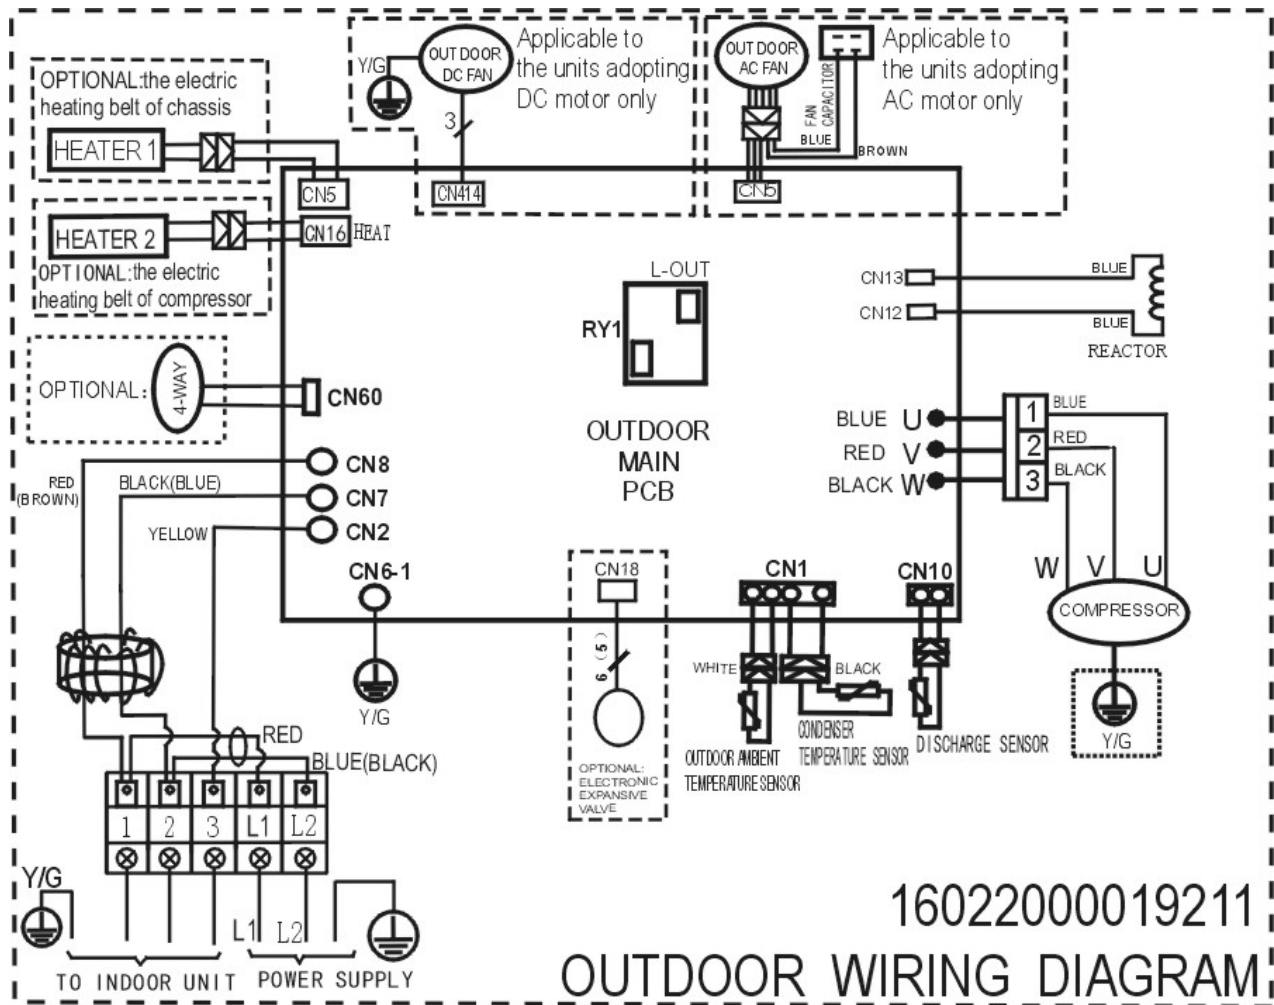 OPTIONAL:the electric
heating belt of chassis
HEATER 1
CN5
HEATER 2
CN16 HEAT
OPTIONAL:the electric
heating belt of compressor
Y/G
OUTDOOR
DC FAN
3
CN414
Applicable to
the units adopting
DC motor only
OUTDOOR
AC FAN
FAN
CAPACITOR
BLUE
BROWN
CN5
Applicable to
the units adopting
AC motor only
L-OUT
RY1
CN13
BLUE
CN12
BLUE
REACTOR
OPTIONAL:
4-WAY
CN60
OUTDOOR
MAIN
PCB
BLUE U
RED V
BLACK W
1
2
3
BLUE
RED
BLACK
W V U
COMPRESSOR
Y/G
CN8
CN7
CN2
RED
(BROWN)
BLACK(BLUE)
YELLOW
CN6-1
Y/G
CN18
6 (5)
OPTIONAL:
ELECTRONIC
EXPANSIVE
VALVE
CN1
WHITE
BLACK
OUTDOOR AMBIENT
TEMPERATURE SENSOR
CONDENSER
TEMPERATURE SENSOR
CN10
DISCHARGE SENSOR
RED
BLUE(BLACK)
1 2 3 L1 L2
Y/G
L1 L2
TO INDOOR UNIT
POWER SUPPLY
16022000019211
OUTDOOR WIRING DIAGRAM